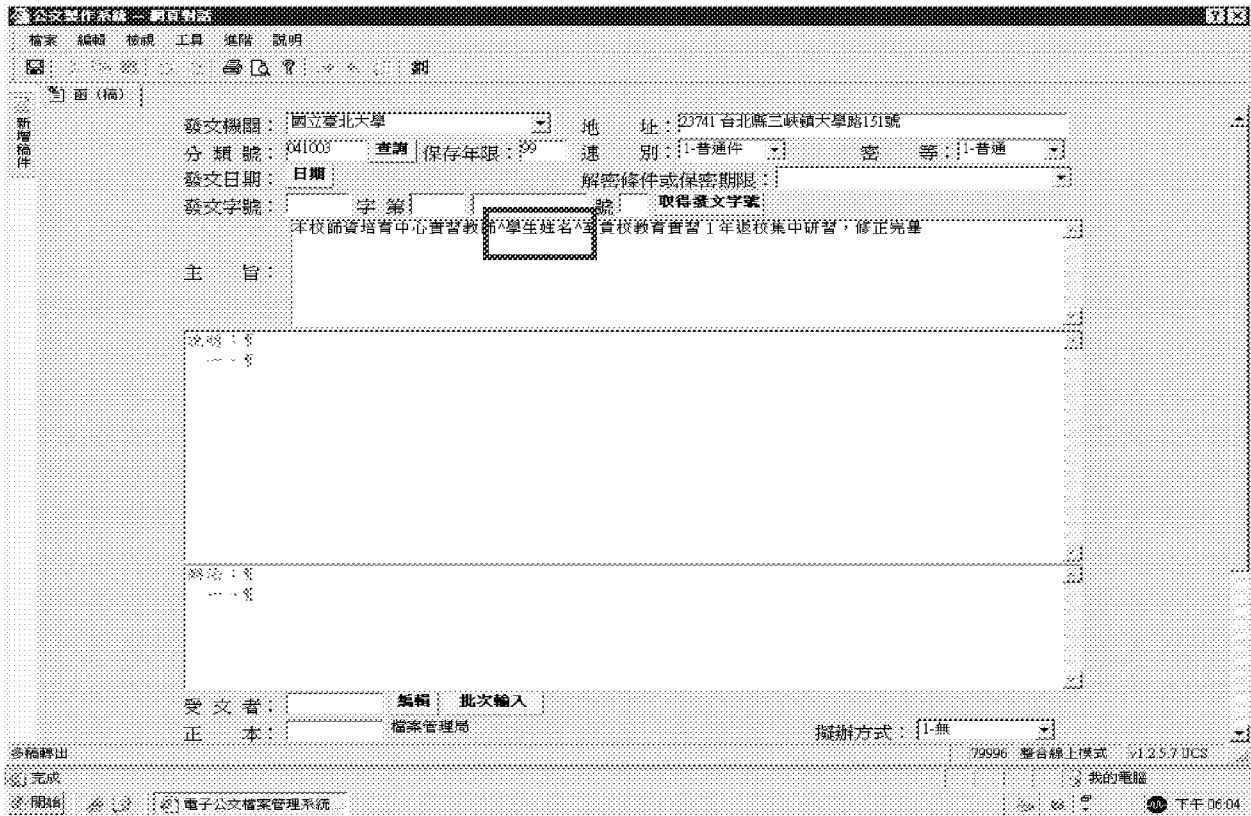 公文製作系統 -- 網頁對話
檔案 編輯 檢視 工具 進階 說明
函（稿）
新增稿件
發文機關： 國立臺北大學 地 址： 23741 台北縣三峽鎮大學路151號
分 類 號： 041003 查詢 保存年限： 99 速 別： 1-普通件 密 等： 1-普通
發文日期： 日期 解密條件或保密期限：
發文字號： 字 第 號 取得發文字號
主 旨： 本校師資培育中心實習教師^學生姓名^至貴校教育實習1年返校集中研習，修正完畢
說明：¶
一、¶
辦法：¶
一、¶
受 文 者： 編輯 批次輸入
正 本： 檔案管理局 擬辦方式： 1-無
多稿轉出 79996 整合線上模式 v1.2.5.7 UCS
完成 我的電腦
開始 電子公文檔案管理系統 下午 06:04